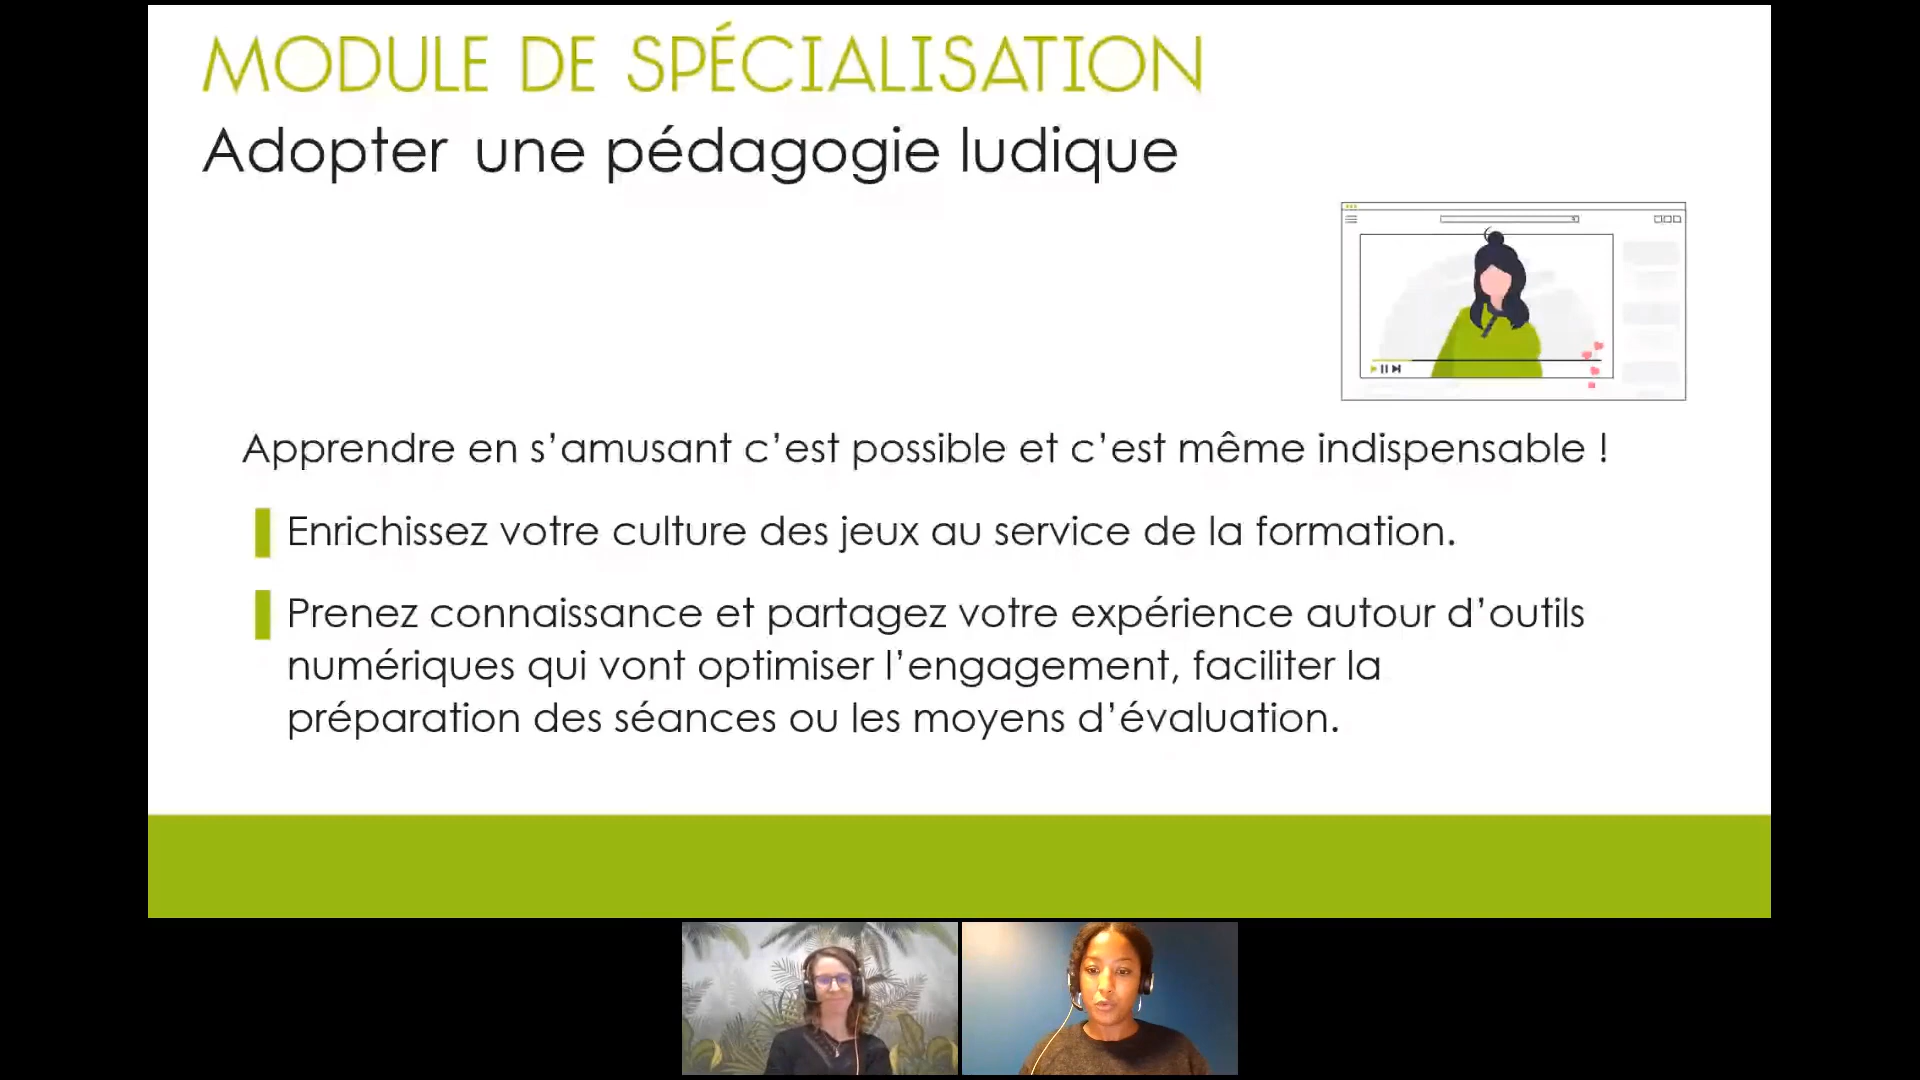 MODULE DE SPÉCIALISATION
Adopter une pédagogie ludique
Apprendre en s’amusant c’est possible et c’est même indispensable !
Enrichissez votre culture des jeux au service de la formation.
Prenez connaissance et partagez votre expérience autour d’outils
numériques qui vont optimiser l’engagement, faciliter la
préparation des séances ou les moyens d’évaluation.